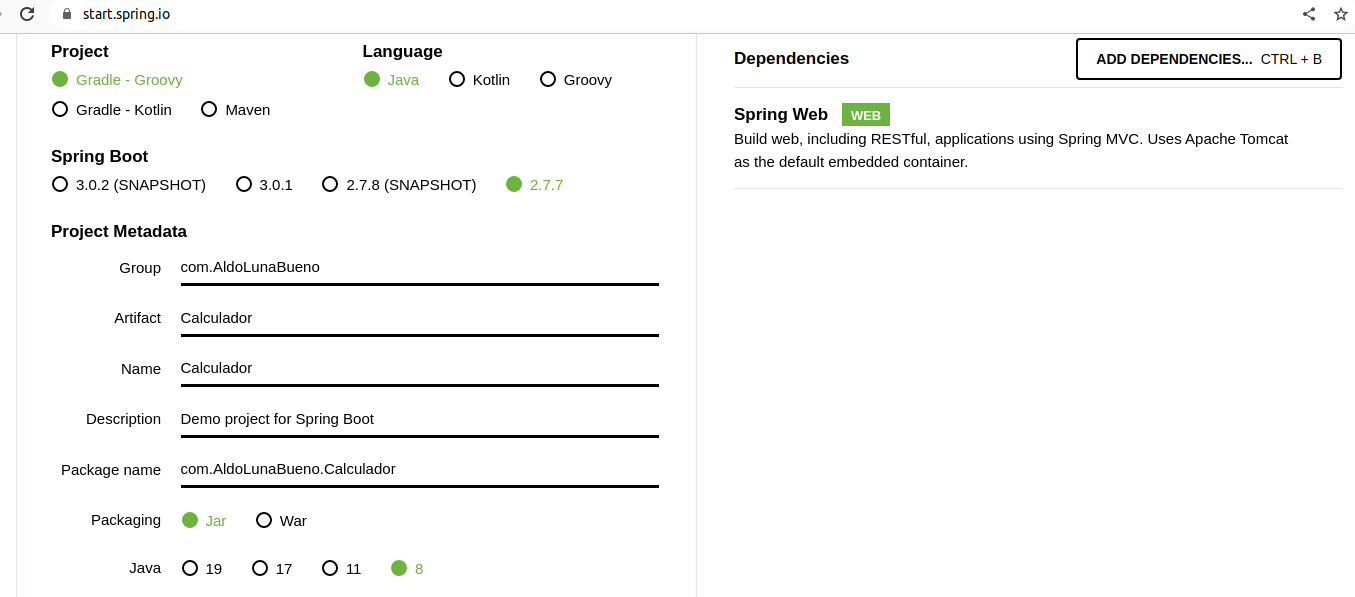 start.spring.io
Project
Gradle - Groovy
Gradle - Kotlin Maven
Language
Java Kotlin Groovy
Spring Boot
3.0.2 (SNAPSHOT) 3.0.1 2.7.8 (SNAPSHOT) 2.7.7
Project Metadata
Group com.AldoLunaBueno
Artifact Calculador
Name Calculador
Description Demo project for Spring Boot
Package name com.AldoLunaBueno.Calculador
Packaging Jar War
Java 19 17 11 8
Dependencies ADD DEPENDENCIES... CTRL + B
Spring Web WEB
Build web, including RESTful, applications using Spring MVC. Uses Apache Tomcat
as the default embedded container.